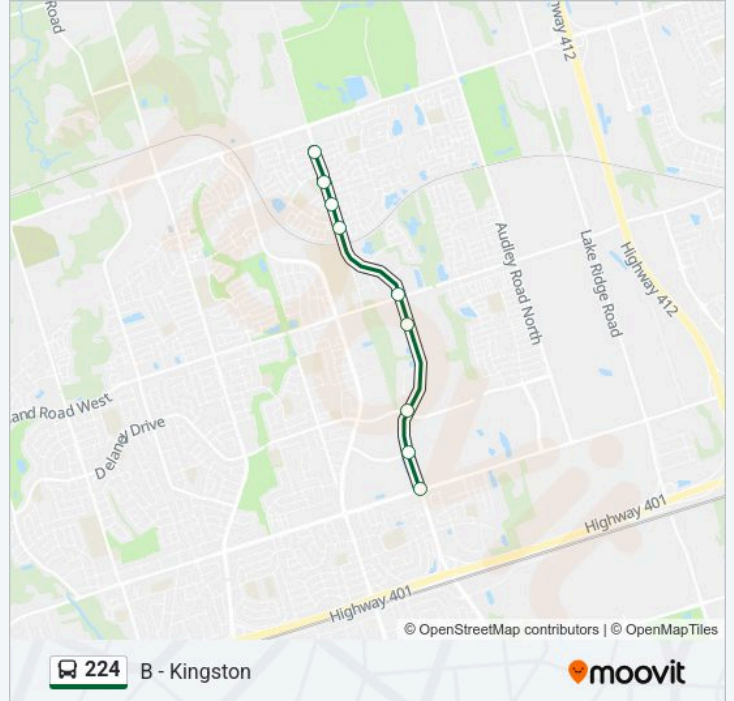 Road
way 412
Audley Road North
Lake Ridge Road
Highway 412
and Road West
Delaney Drive
Highway 401
Highway 401
© OpenStreetMap contributors | © OpenMapTiles
224 B - Kingston
moovit